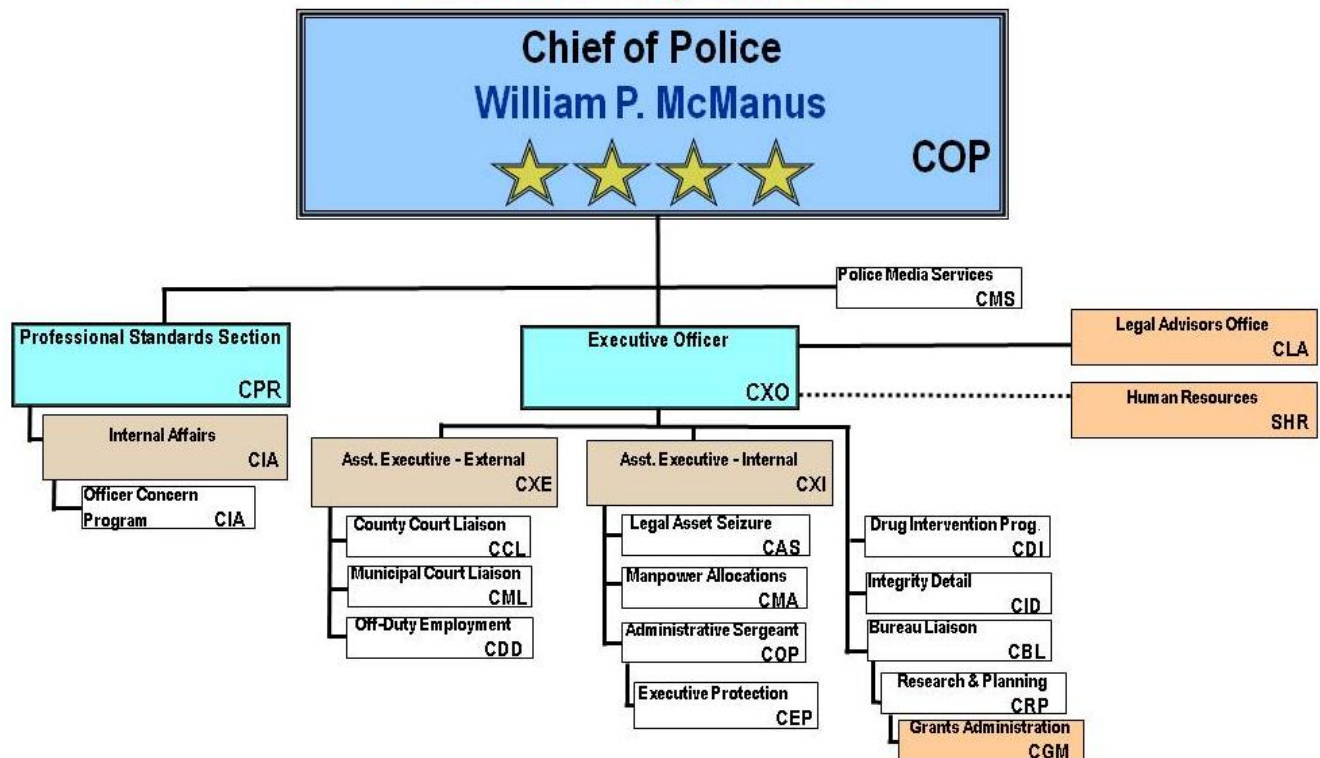 Chief of Police
William P. McManus
COP
Police Media Services
CMS
Professional Standards Section
CPR
Executive Officer
CXO
Legal Advisors Office
CLA
Human Resources
SHR
Internal Affairs
CIA
Officer Concern
Program CIA
Asst. Executive - External
CXE
County Court Liaison
CCL
Municipal Court Liaison
CML
Off-Duty Employment
CDD
Asst. Executive - Internal
CXI
Legal Asset Seizure
CAS
Manpower Allocations
CMA
Administrative Sergeant
COP
Executive Protection
CEP
Drug Intervention Prog.
CDI
Integrity Detail
CID
Bureau Liaison
CBL
Research & Planning
CRP
Grants Administration
CGM